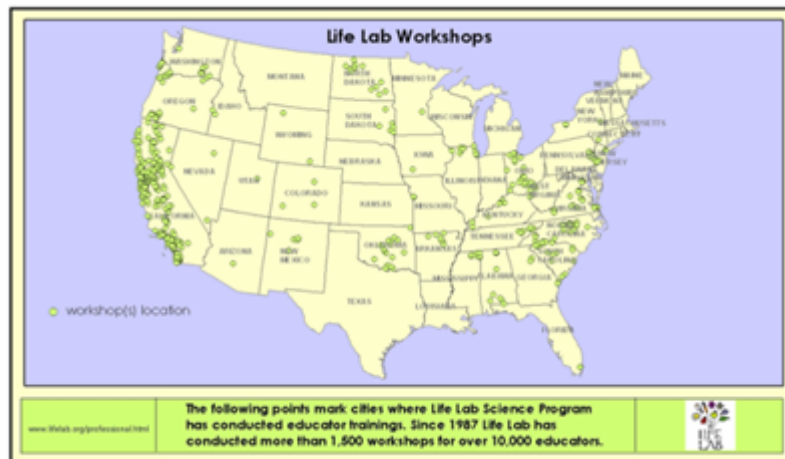 Life Lab Workshops
WASHINGTON
MONTANA
NORTH
DAKOTA
MINNESOTA
MAINE
OREGON
IDAHO
SOUTH
DAKOTA
WISCONSIN
MICHIGAN
NEW
YORK
WYOMING
IOWA
NEBRASKA
NEVADA
UTAH
COLORADO
ILLINOIS
OHIO
KANSAS
MISSOURI
KENTUCKY
CALIFORNIA
ARIZONA
NEW
MEXICO
OKLAHOMA
ARKANSAS
TENNESSEE
MISSISSIPPI
ALABAMA
GEORGIA
TEXAS
FLORIDA
workshop(s) location
www.lifelab.org/professional.html
The following points mark cities where Life Lab Science Program
has conducted educator trainings. Since 1987 Life Lab has
conducted more than 1,500 workshops for over 10,000 educators.
LIFE
LAB